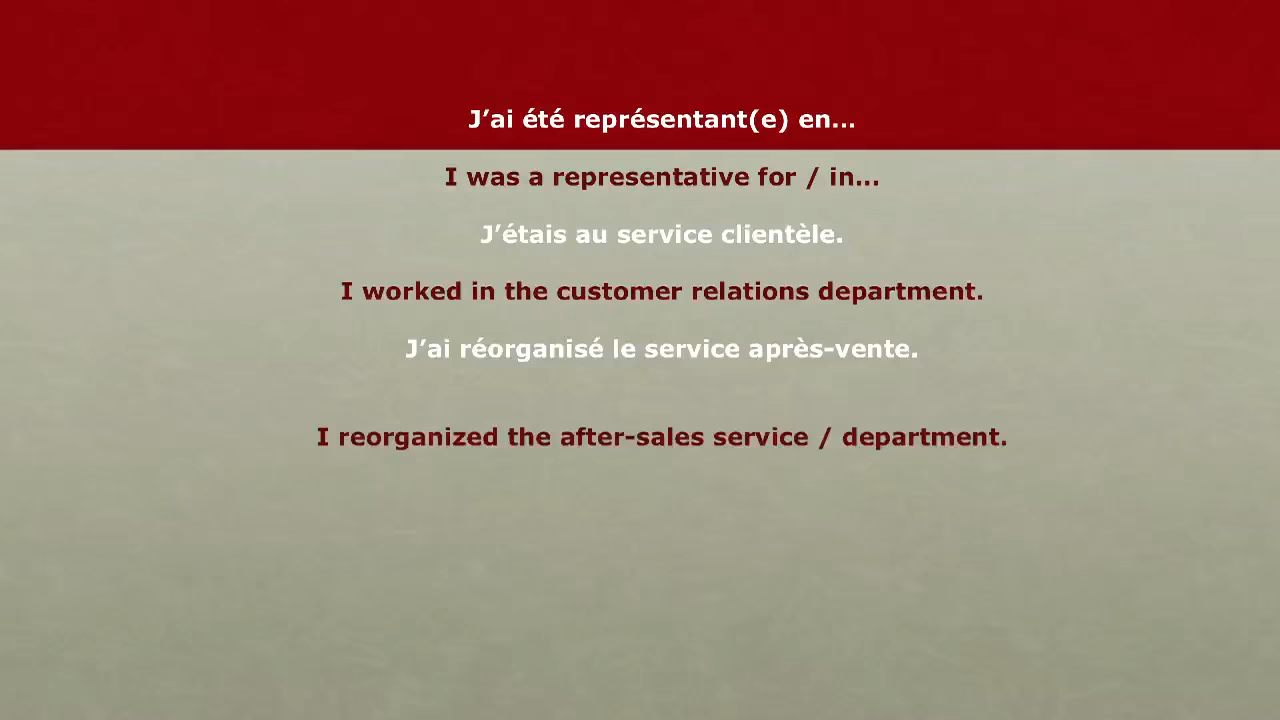 J’ai été représentant(e) en…
I was a representative for / in…
J’étais au service clientèle.
I worked in the customer relations department.
J’ai réorganisé le service après-vente.
I reorganized the after-sales service / department.